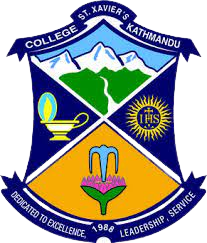 ST. XAVIER'S
COLLEGE KATHMANDU
IHS
DEDICATED TO EXCELLENCE, LEADERSHIP, SERVICE
1988